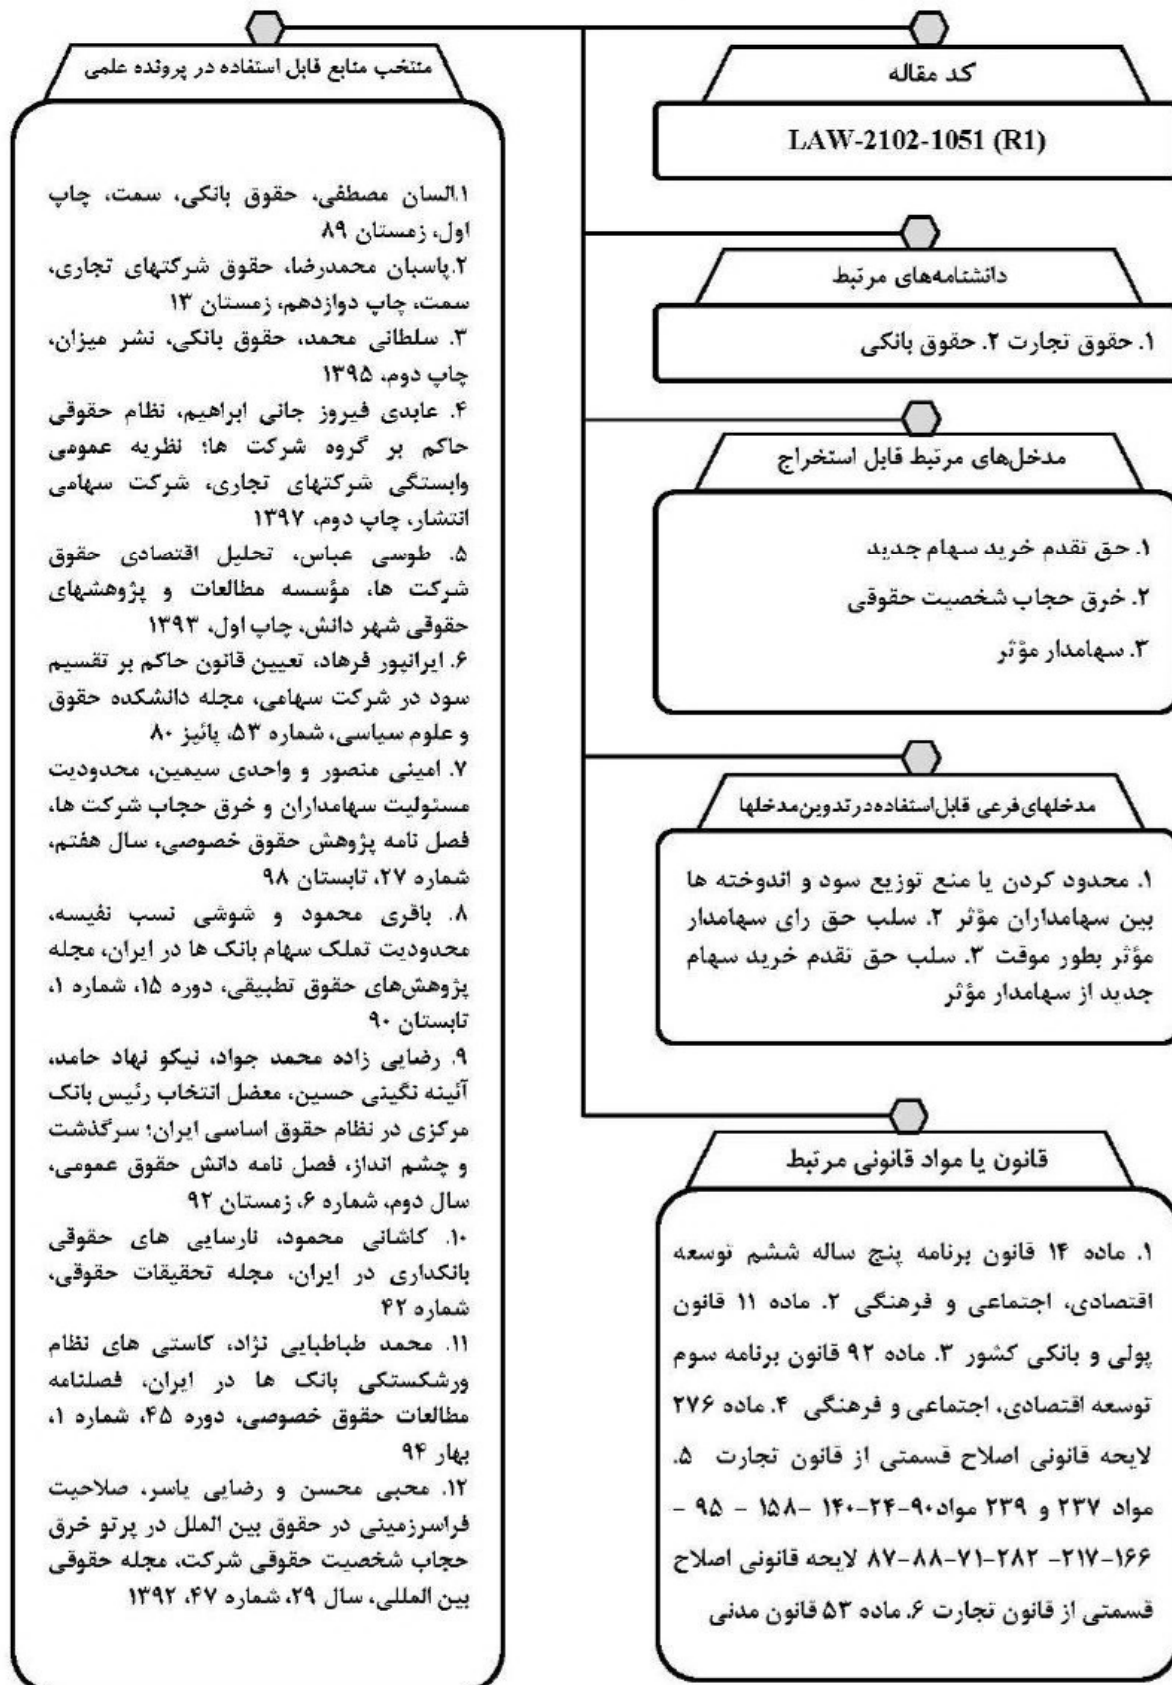 کد مقاله
LAW-2102-1051 (R1)
دانشنامه‌های مرتبط
۱. حقوق تجارت ۲. حقوق بانکی
مدخل‌های مرتبط قابل استخراج
۱. حق تقدم خرید سهام جدید
۲. خرق حجاب شخصیت حقوقی
۳. سهامدار مؤثر
مدخلهای فرعی قابل استفاده در تدوین مدخلها
۱. محدود کردن یا منع توزیع سود و اندوخته ها
بین سهامداران مؤثر ۲. سلب حق رای سهامدار
مؤثر بطور موقت ۳. سلب حق تقدم خرید سهام
جدید از سهامدار مؤثر
قانون یا مواد قانونی مرتبط
۱. ماده ۱۴ قانون برنامه پنج ساله ششم توسعه
اقتصادی، اجتماعی و فرهنگی ۲. ماده ۱۱ قانون
پولی و بانکی کشور ۳. ماده ۹۲ قانون برنامه سوم
توسعه اقتصادی، اجتماعی و فرهنگی ۴. ماده ۲۷۶
لایحه قانونی اصلاح قسمتی از قانون تجارت ۵.
مواد ۲۳۷ و ۲۳۹ مواد۹۰-۲۴-۱۴۰ -۱۵۸ - ۹۵ -
۱۶۶-۲۱۷- ۲۸۲-۷۱-۸۸-۸۷ لایحه قانونی اصلاح
قسمتی از قانون تجارت ۶. ماده ۵۳ قانون مدنی
منتخب منابع قابل استفاده در پرونده علمی
۱.السان مصطفی، حقوق بانکی، سمت، چاپ
اول، زمستان ۸۹
۲.پاسبان محمدرضا، حقوق شرکتهای تجاری،
سمت، چاپ دوازدهم، زمستان ۱۳
۳. سلطانی محمد، حقوق بانکی، نشر میزان،
چاپ دوم، ۱۳۹۵
۴. عابدی فیروز جانی ابراهیم، نظام حقوقی
حاکم بر گروه شرکت ها؛ نظریه عمومی
وابستگی شرکتهای تجاری، شرکت سهامی
انتشار، چاپ دوم، ۱۳۹۷
۵. طوسی عباس، تحلیل اقتصادی حقوق
شرکت ها، مؤسسه مطالعات و پژوهشهای
حقوقی شهر دانش، چاپ اول، ۱۳۹۳
۶. ایرانپور فرهاد، تعیین قانون حاکم بر تقسیم
سود در شرکت سهامی، مجله دانشکده حقوق
و علوم سیاسی، شماره ۵۳، پائیز ۸۰
۷. امینی منصور و واحدی سیمین، محدودیت
مسئولیت سهامداران و خرق حجاب شرکت ها،
فصل نامه پژوهش حقوق خصوصی، سال هفتم،
شماره ۲۷، تابستان ۹۸
۸. باقری محمود و شوشی نسب نفیسه،
محدودیت تملک سهام بانک ها در ایران، مجله
پژوهش‌های حقوق تطبیقی، دوره ۱۵، شماره ۱،
تابستان ۹۰
۹. رضایی زاده محمد جواد، نیکو نهاد حامد،
آئینه نگینی حسین، معضل انتخاب رئیس بانک
مرکزی در نظام حقوق اساسی ایران؛ سرگذشت
و چشم انداز، فصل نامه دانش حقوق عمومی،
سال دوم، شماره ۶، زمستان ۹۲
۱۰. کاشانی محمود، نارسایی های حقوقی
بانکداری در ایران، مجله تحقیقات حقوقی،
شماره ۴۲
۱۱. محمد طباطبایی نژاد، کاستی های نظام
ورشکستگی بانک ها در ایران، فصلنامه
مطالعات حقوق خصوصی، دوره ۴۵، شماره ۱،
بهار ۹۴
۱۲. محبی محسن و رضایی یاسر، صلاحیت
فراسرزمینی در حقوق بین الملل در پرتو خرق
حجاب شخصیت حقوقی شرکت، مجله حقوقی
بین المللی، سال ۲۹، شماره ۴۷، ۱۳۹۲